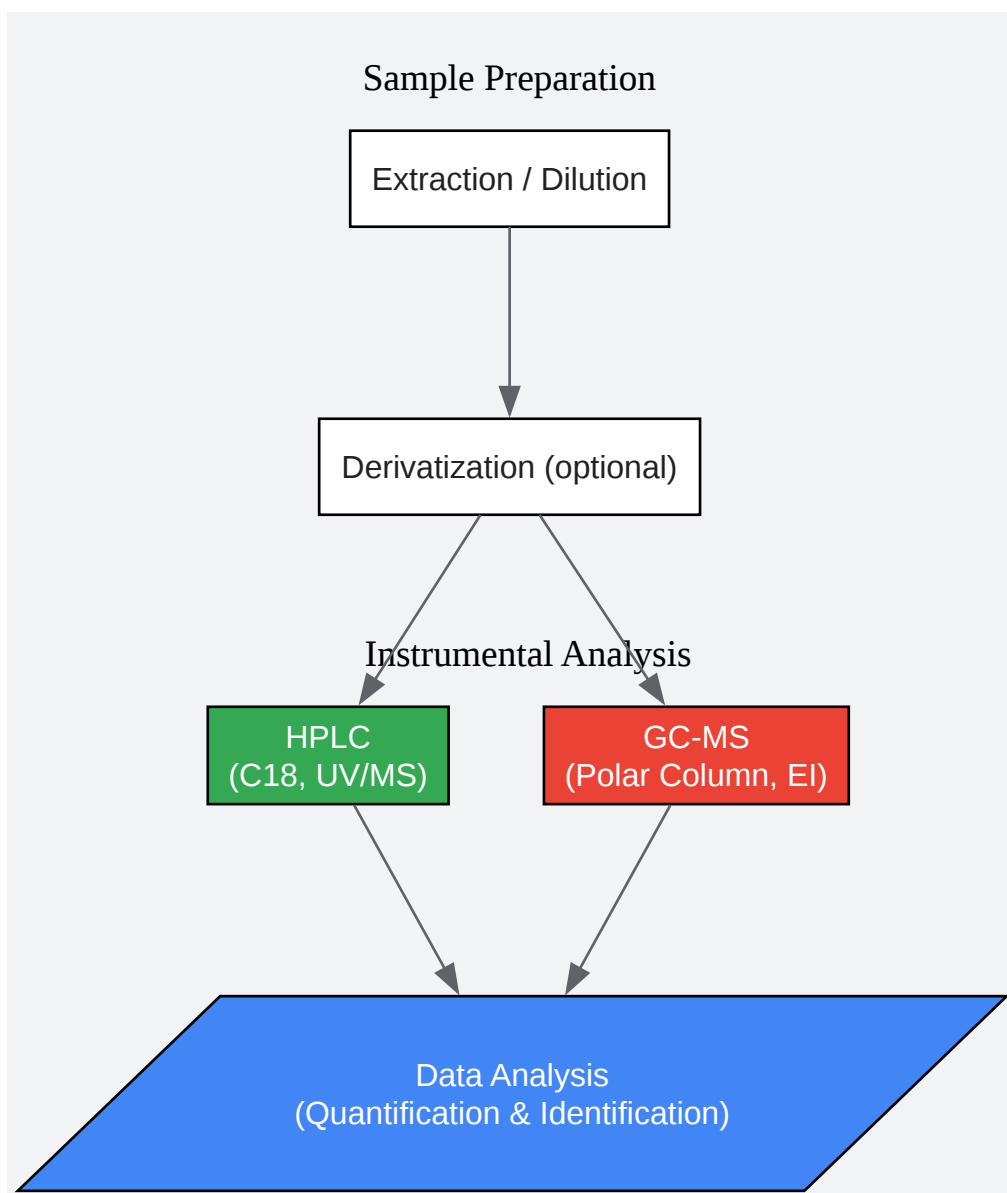 Sample Preparation
Extraction / Dilution
Derivatization (optional)
Instrumental Analysis
HPLC
(C18, UV/MS)
GC-MS
(Polar Column, EI)
Data Analysis
(Quantification & Identification)